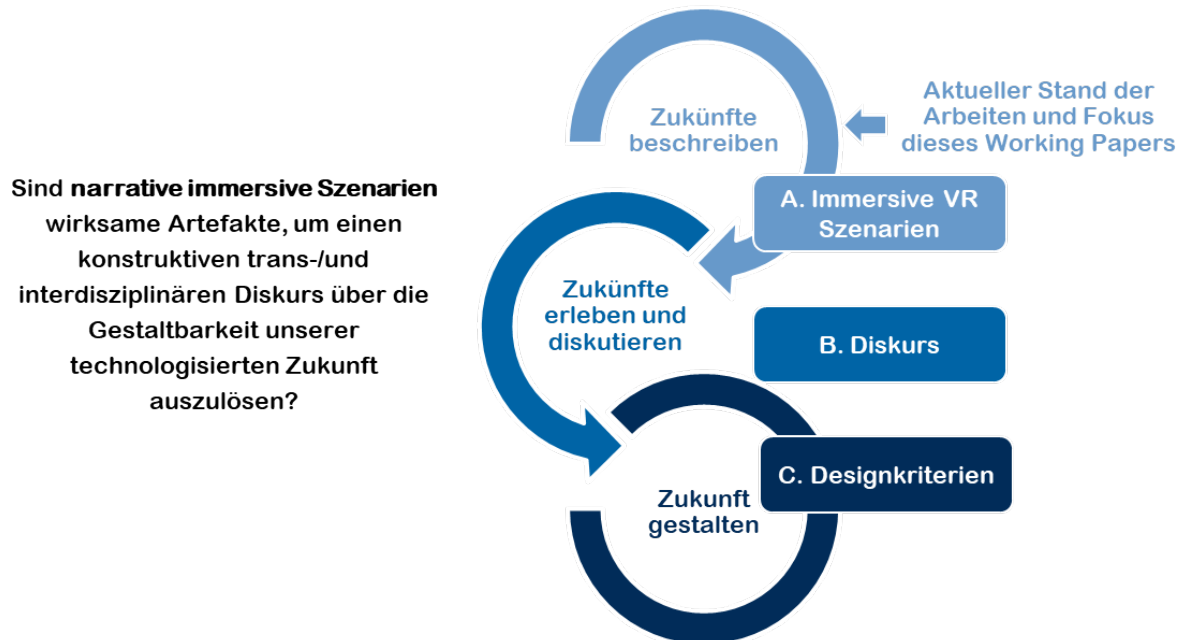 Sind narrative immersive Szenarien
wirksame Artefakte, um einen
konstruktiven trans-/und
interdisziplinären Diskurs über die
Gestaltbarkeit unserer
technologisierten Zukunft
auszulösen?
Zukünfte
beschreiben
Aktueller Stand der
Arbeiten und Fokus
dieses Working Papers
A. Immersive VR
Szenarien
Zukünfte
erleben und
diskutieren
B. Diskurs
Zukunft
gestalten
C. Designkriterien